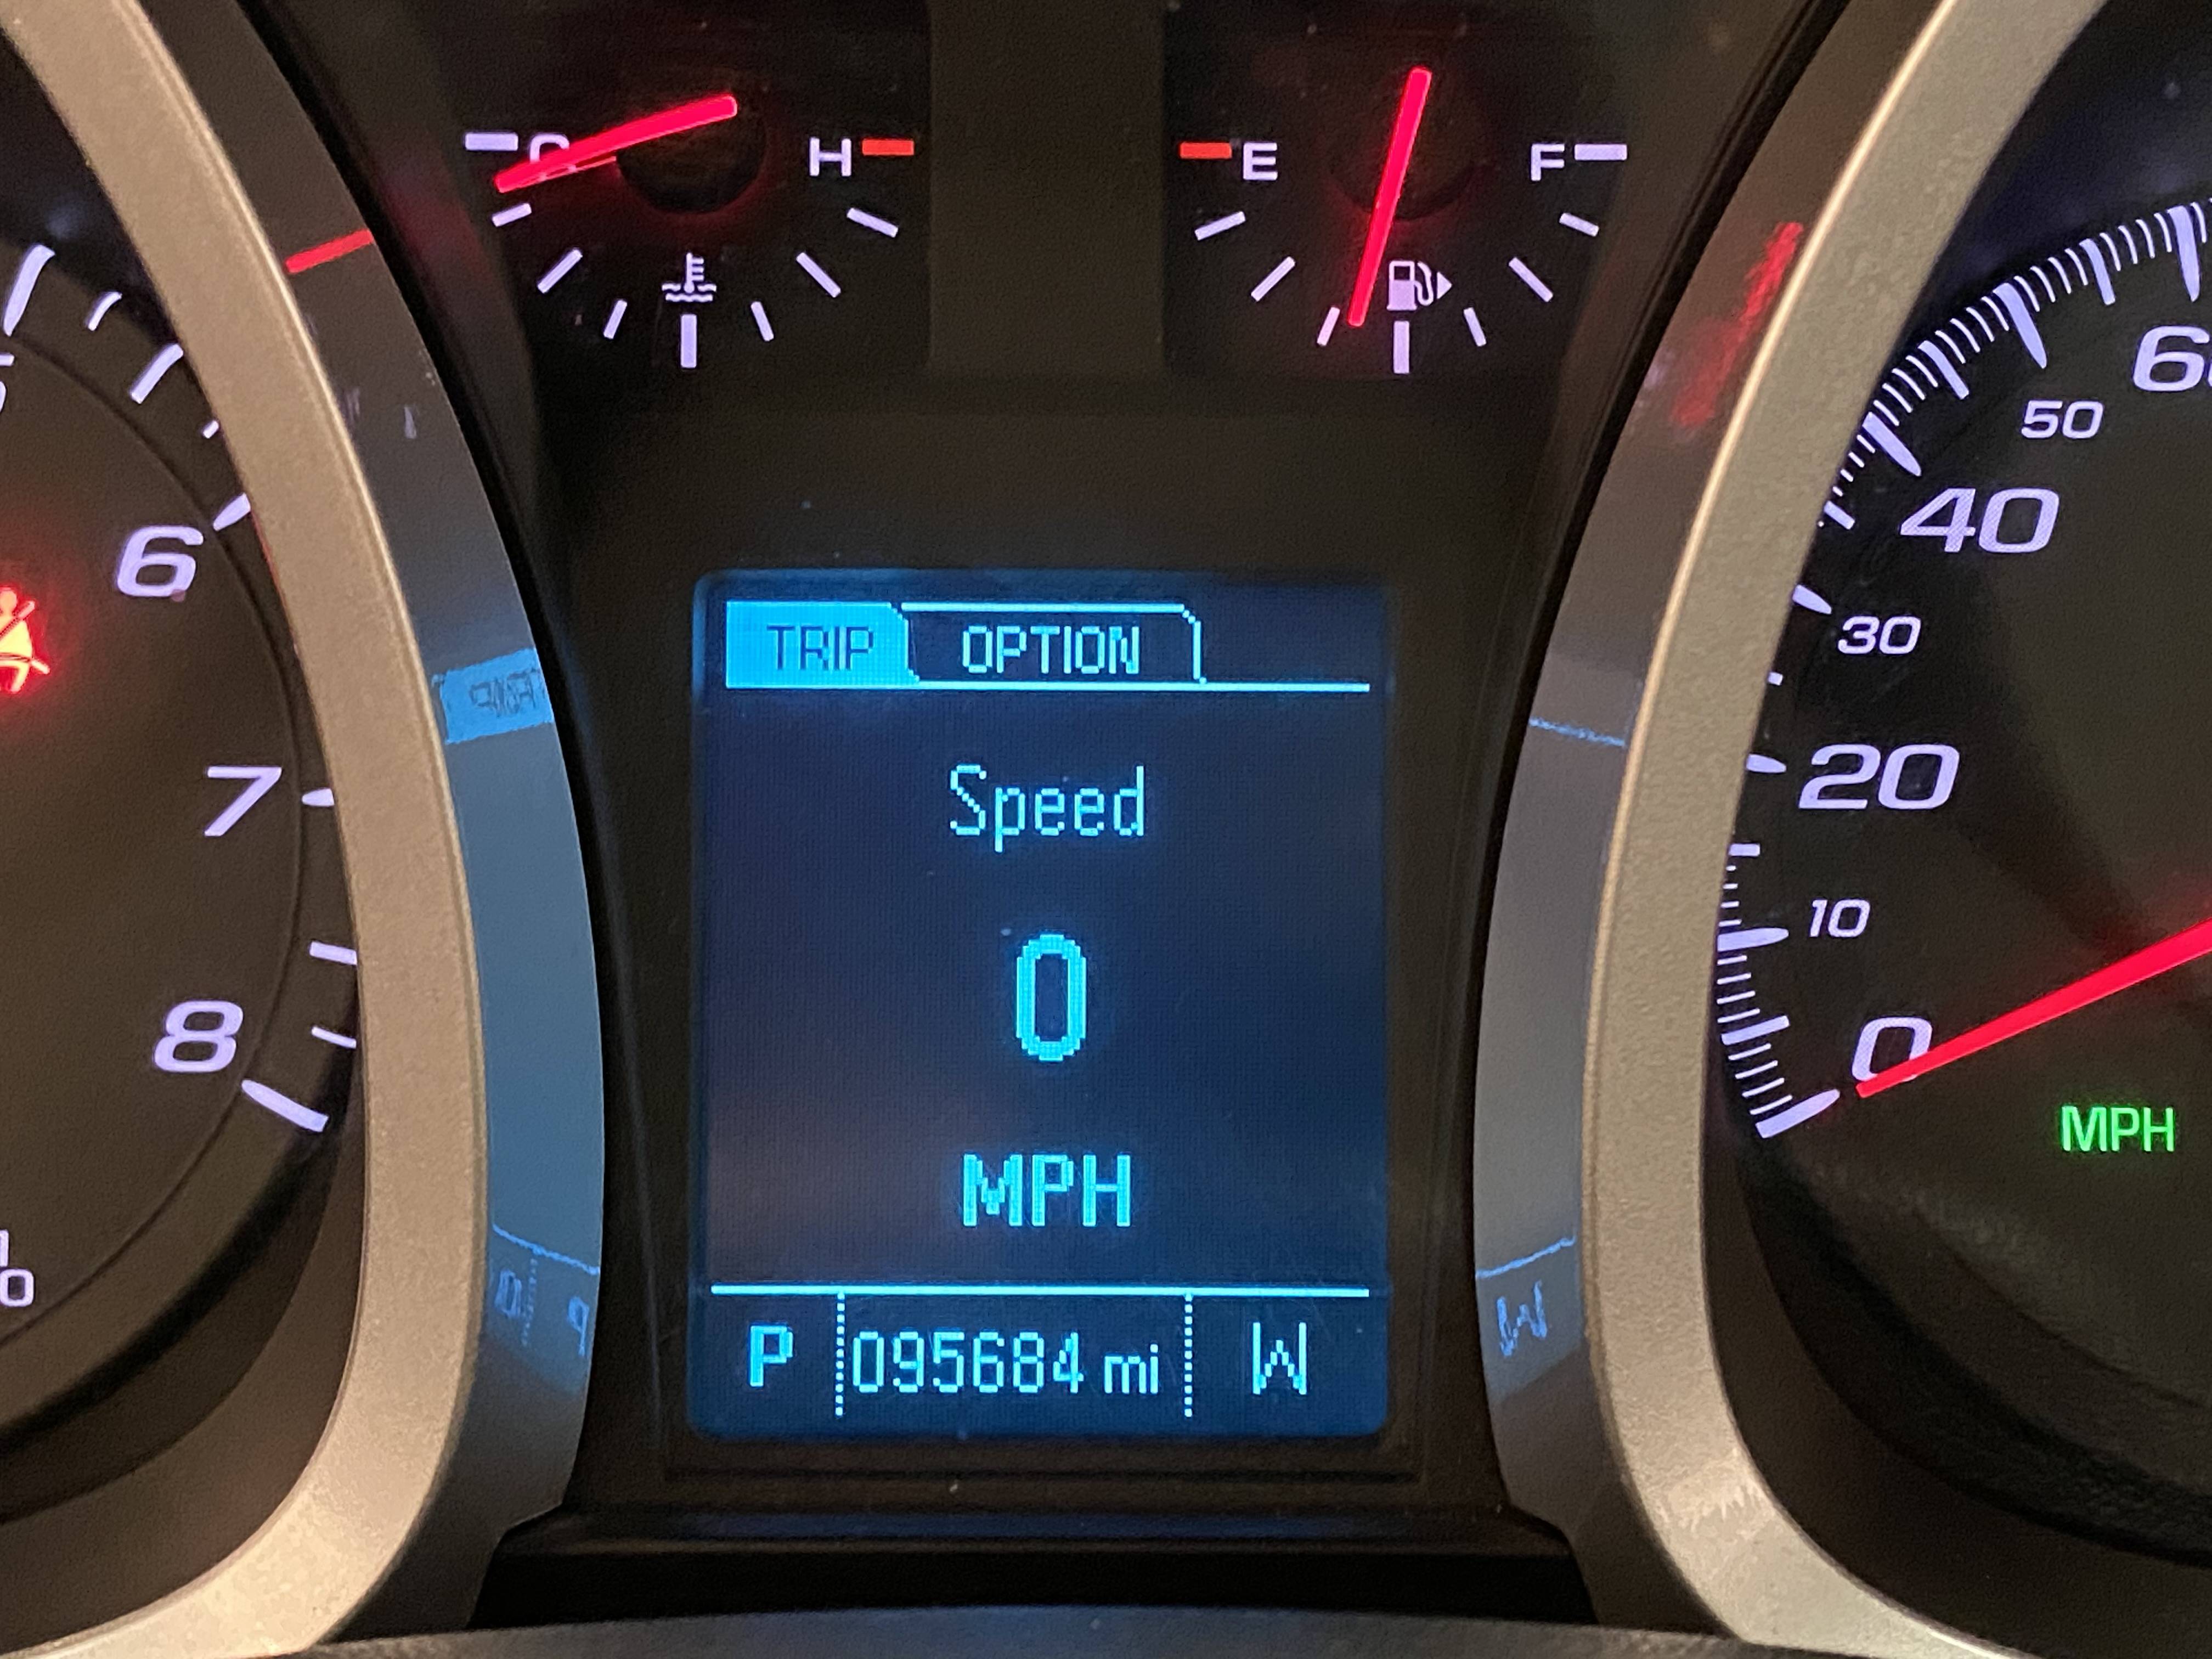 C H
E F
6
7
8
TRIP OPTION
Speed
0
MPH
P 095684 mi W
50
40
30
20
10
0
MPH